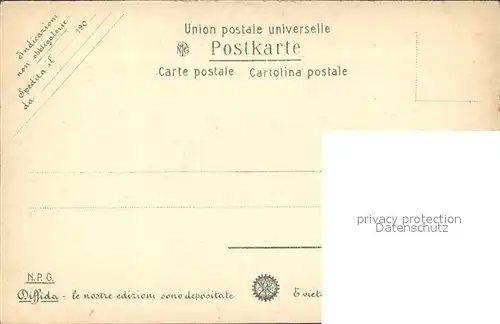 Indicazioni
non obbligatorie
Spedita il 190
da
Union postale universelle
NPG Postkarte
Carte postale Cartolina postale
privacy protection
Datenschutz
N.P.G.
Diffida - le nostre edizioni sono depositate. E viet